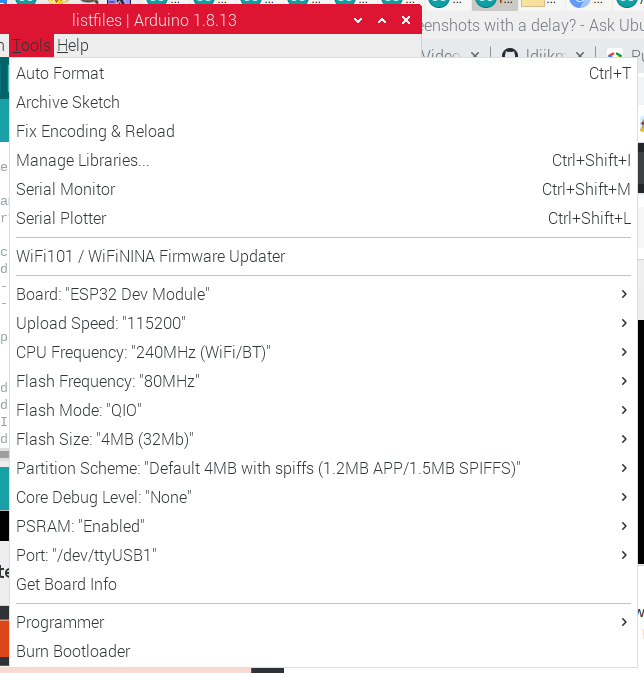 listfiles | Arduino 1.8.13
eenshots with a delay? - Ask Ubu
Tools Help
Auto Format Ctrl+T
Archive Sketch
Fix Encoding & Reload
Manage Libraries... Ctrl+Shift+I
Serial Monitor Ctrl+Shift+M
Serial Plotter Ctrl+Shift+L
WiFi101 / WiFiNINA Firmware Updater
Board: "ESP32 Dev Module"
Upload Speed: "115200"
CPU Frequency: "240MHz (WiFi/BT)"
Flash Frequency: "80MHz"
Flash Mode: "QIO"
Flash Size: "4MB (32Mb)"
Partition Scheme: "Default 4MB with spiffs (1.2MB APP/1.5MB SPIFFS)"
Core Debug Level: "None"
PSRAM: "Enabled"
Port: "/dev/ttyUSB1"
Get Board Info
Programmer
Burn Bootloader